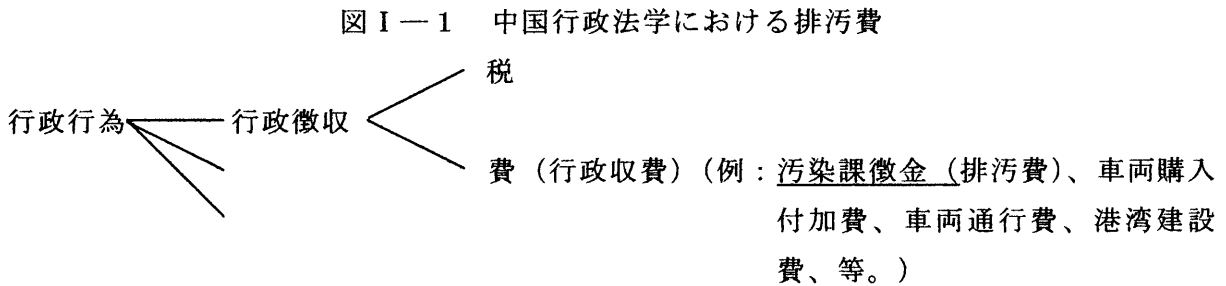 図Ⅰ―1 中国行政法学における排汚費
税
行政行為 行政徴収
費（行政収費）（例：汚染課徴金（排汚費）、車両購入
付加費、車両通行費、港湾建設
費、等。）